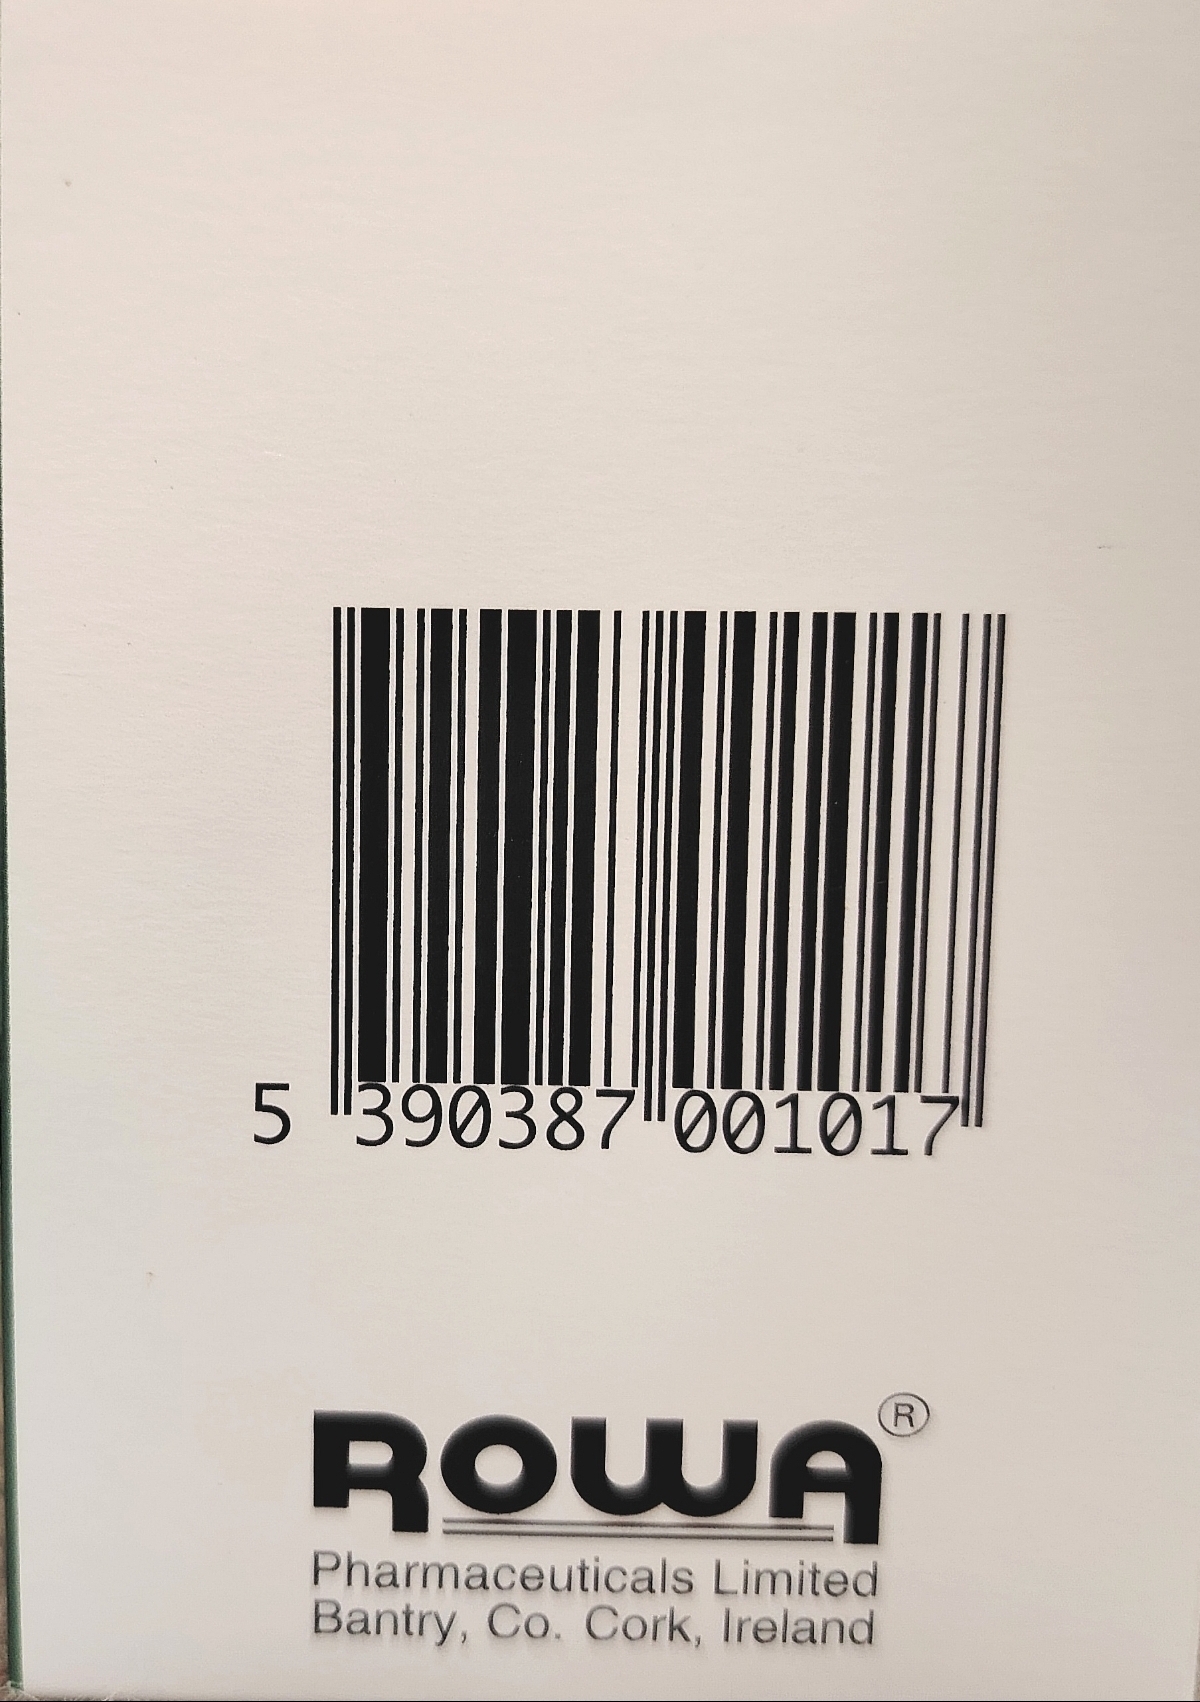 5 390387 001017
ROWA®
Pharmaceuticals Limited
Bantry, Co. Cork, Ireland